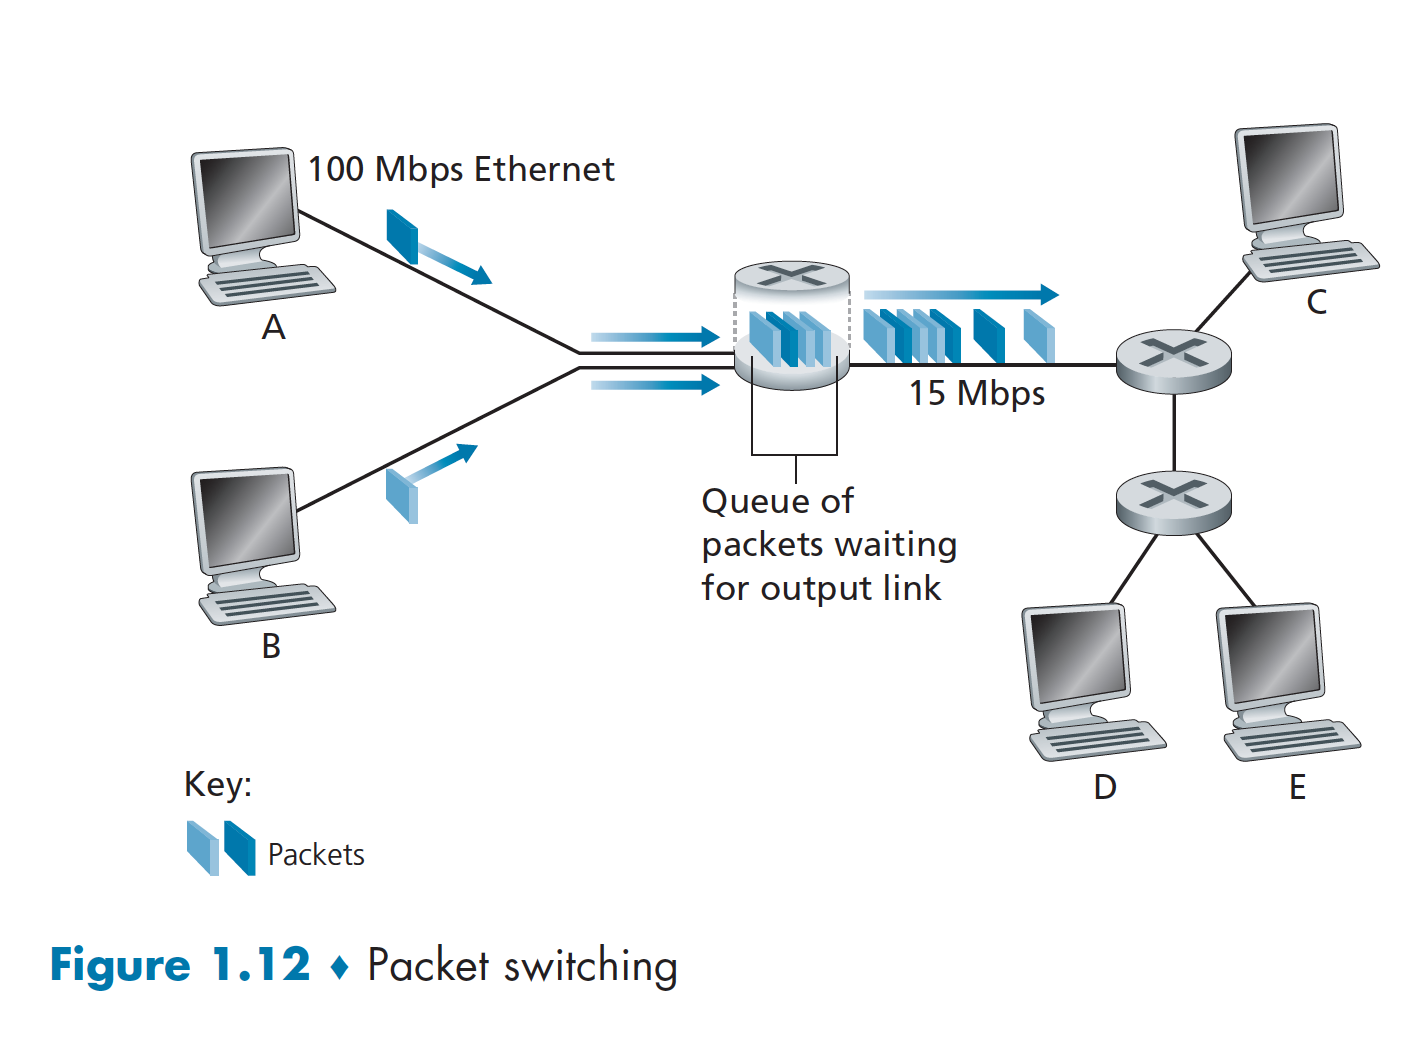 100 Mbps Ethernet
A
C
15 Mbps
Queue of
packets waiting
for output link
B
D
E
Key:
Packets
Figure 1.12 ♦ Packet switching